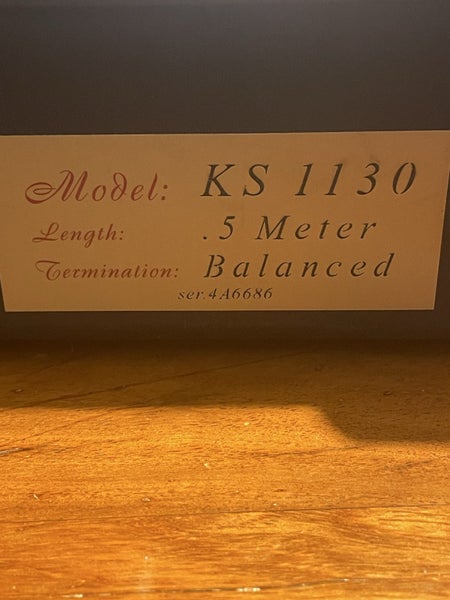 Model: KS 1130
Length: .5 Meter
Termination: Balanced
ser.4A6686